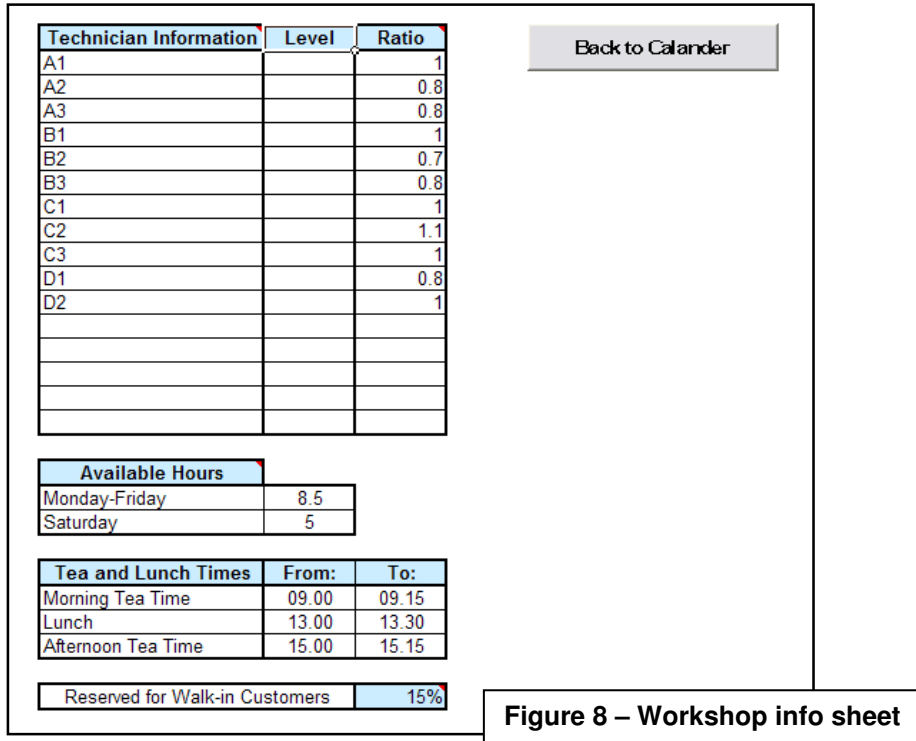 Technician Information Level Ratio
Back to Calander
A1 1
A2 0.8
A3 0.8
B1 1
B2 0.7
B3 0.8
C1 1
C2 1.1
C3 1
D1 0.8
D2 1
Available Hours
Monday-Friday 8.5
Saturday 5
Tea and Lunch Times From: To:
Morning Tea Time 09.00 09.15
Lunch 13.00 13.30
Afternoon Tea Time 15.00 15.15
Reserved for Walk-in Customers 15%
Figure 8 – Workshop info sheet